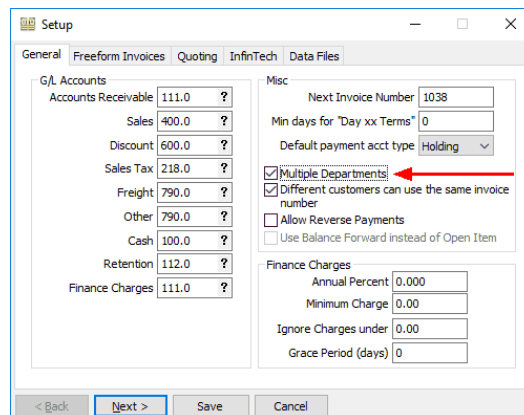 Setup
General Freeform Invoices Quoting InfinTech Data Files
G/L Accounts
Accounts Receivable 111.0 ?
Sales 400.0 ?
Discount 600.0 ?
Sales Tax 218.0 ?
Freight 790.0 ?
Other 790.0 ?
Cash 100.0 ?
Retention 112.0 ?
Finance Charges 111.0 ?
Misc
Next Invoice Number 1038
Min days for "Day xx Terms" 0
Default payment acct type Holding
Multiple Departments
Different customers can use the same invoice
number
Allow Reverse Payments
Use Balance Forward instead of Open Item
Finance Charges
Annual Percent 0.000
Minimum Charge 0.00
Ignore Charges under 0.00
Grace Period (days) 0
< Back Next > Save Cancel